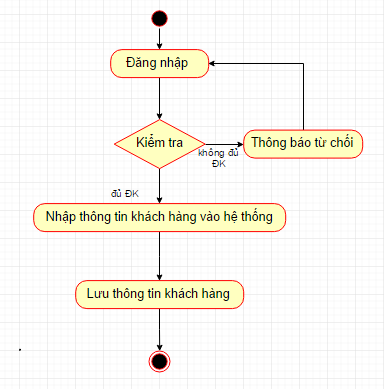 Đăng nhập
Kiểm tra
không đủ
ĐK
Thông báo từ chối
đủ ĐK
Nhập thông tin khách hàng vào hệ thống
Lưu thông tin khách hàng